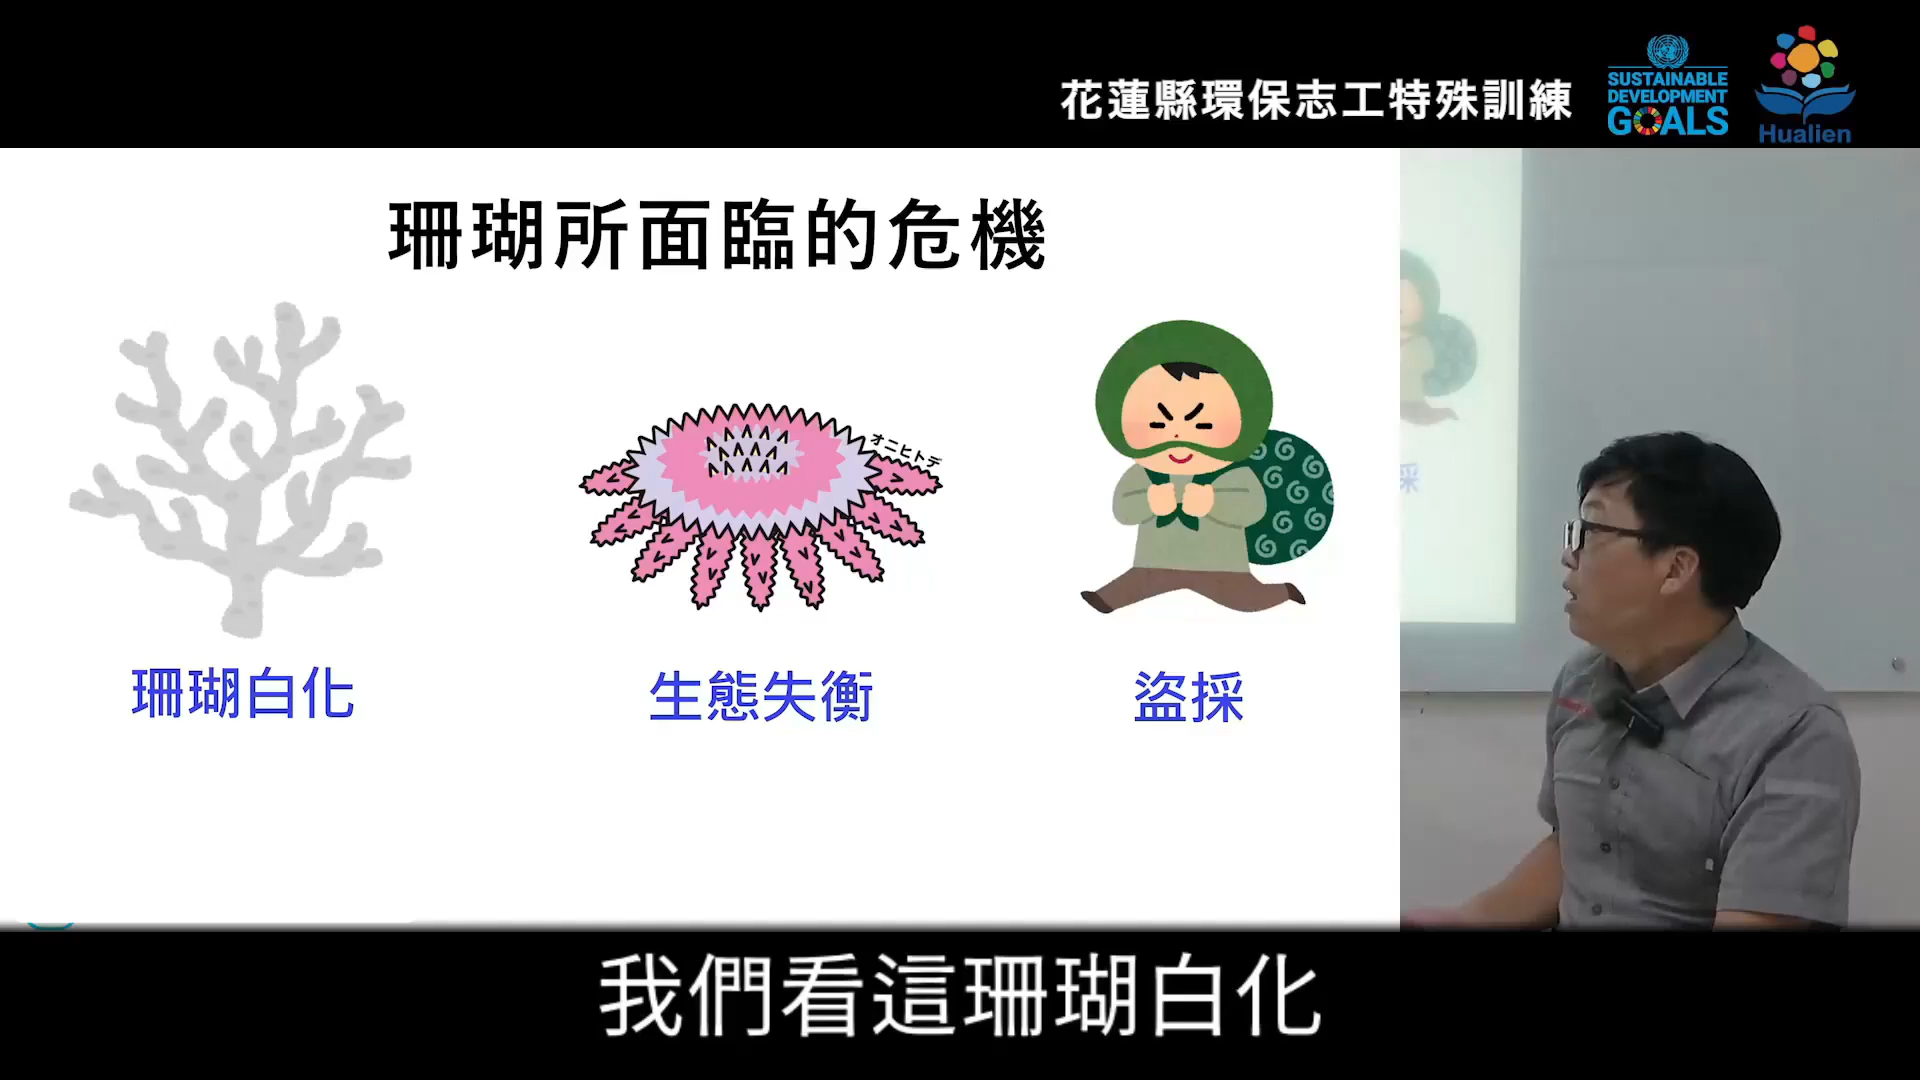 花蓮縣環保志工特殊訓練
SUSTAINABLE
DEVELOPMENT
GOALS
Hualien
珊瑚所面臨的危機
オニヒトデ
珊瑚白化
生態失衡
盜採
採
我們看這珊瑚白化